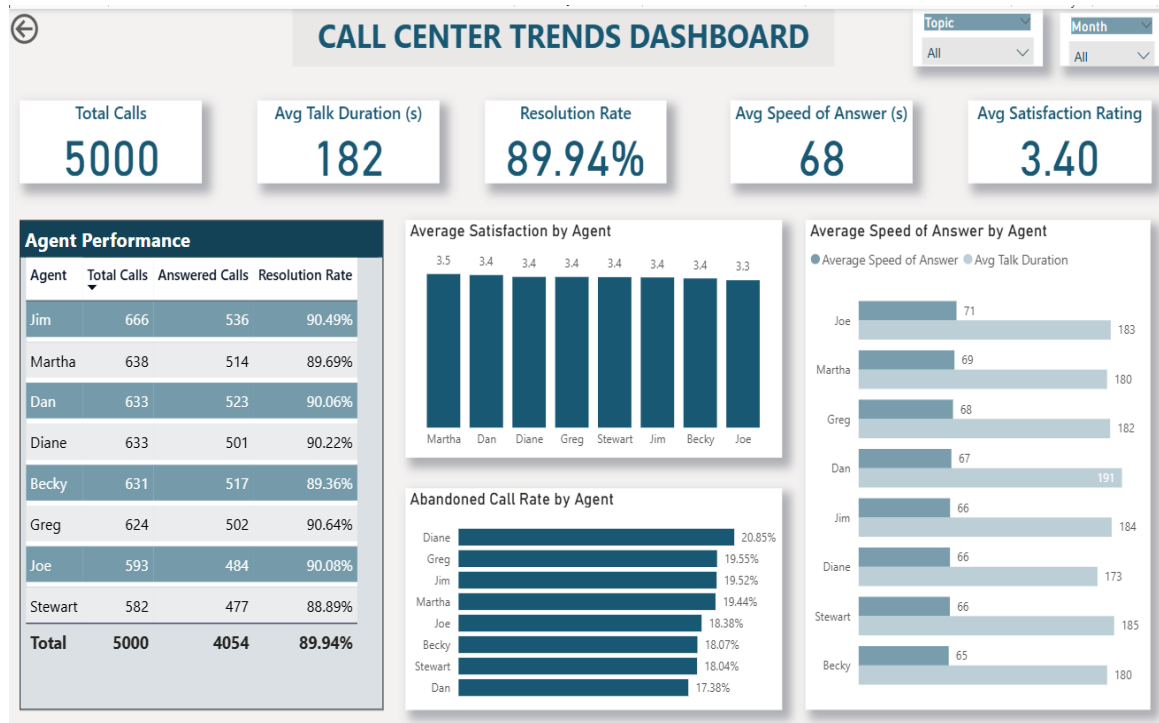 CALL CENTER TRENDS DASHBOARD
Topic
All
Month
All
Total Calls
5000
Avg Talk Duration (s)
182
Resolution Rate
89.94%
Avg Speed of Answer (s)
68
Avg Satisfaction Rating
3.40
Agent Performance
Agent Total Calls Answered Calls Resolution Rate
Jim 666 536 90.49%
Martha 638 514 89.69%
Dan 633 523 90.06%
Diane 633 501 90.22%
Becky 631 517 89.36%
Greg 624 502 90.64%
Joe 593 484 90.08%
Stewart 582 477 88.89%
Total 5000 4054 89.94%
Average Satisfaction by Agent
3.5 3.4 3.4 3.4 3.4 3.4 3.4 3.3
Martha Dan Diane Greg Stewart Jim Becky Joe
Abandoned Call Rate by Agent
Diane 20.85%
Greg 19.55%
Jim 19.52%
Martha 19.44%
Joe 18.38%
Becky 18.07%
Stewart 18.04%
Dan 17.38%
Average Speed of Answer by Agent
Average Speed of Answer Avg Talk Duration
Joe 71 183
Martha 69 180
Greg 68 182
Dan 67 191
Jim 66 184
Diane 66 173
Stewart 66 185
Becky 65 180